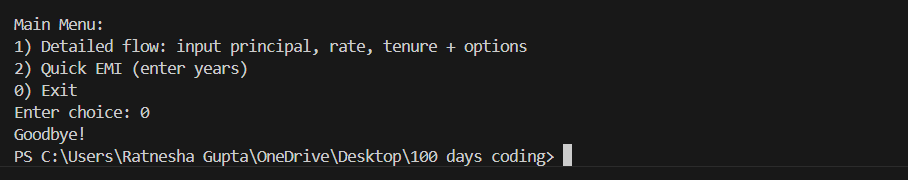 Main Menu:
1) Detailed flow: input principal, rate, tenure + options
2) Quick EMI (enter years)
0) Exit
Enter choice: 0
Goodbye!
PS C:\Users\Ratnesha Gupta\OneDrive\Desktop\100 days coding>